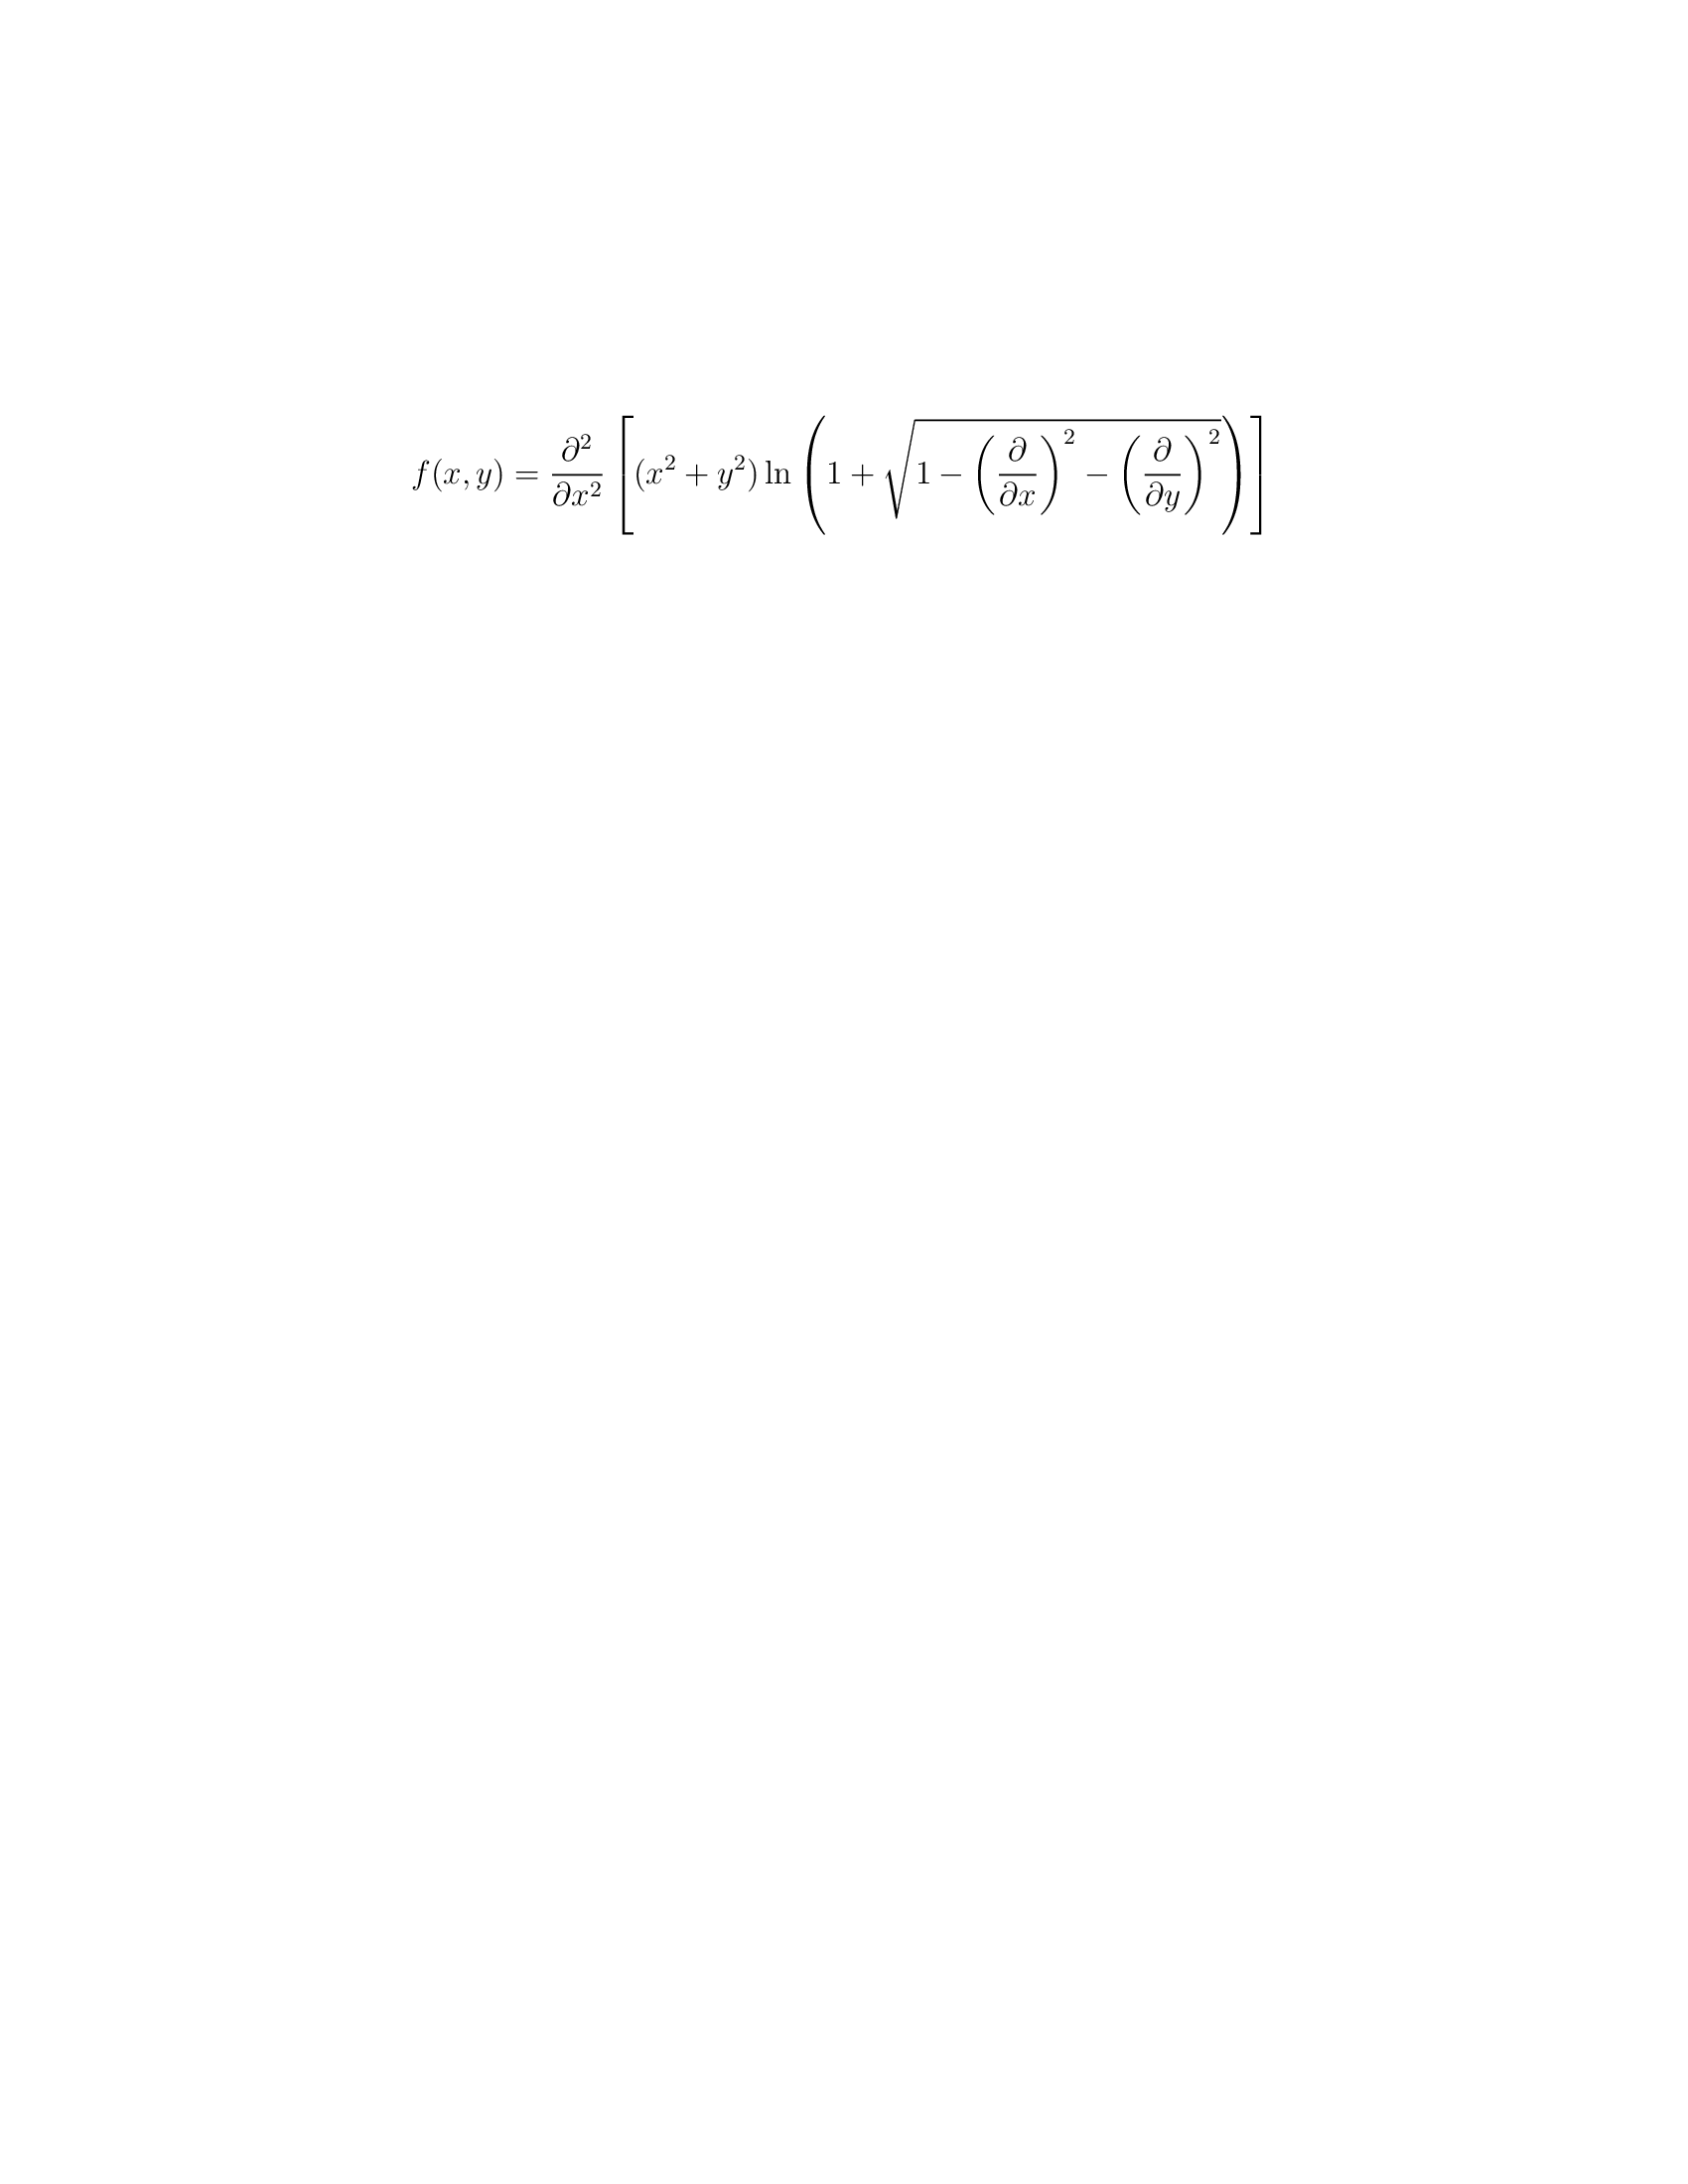 f(x, y) = \frac{\partial^2}{\partial x^2} \left[ (x^2 + y^2) \ln \left( 1 + \sqrt{1 - \left( \frac{\partial}{\partial x} \right)^2 - \left( \frac{\partial}{\partial y} \right)^2} \right) \right]